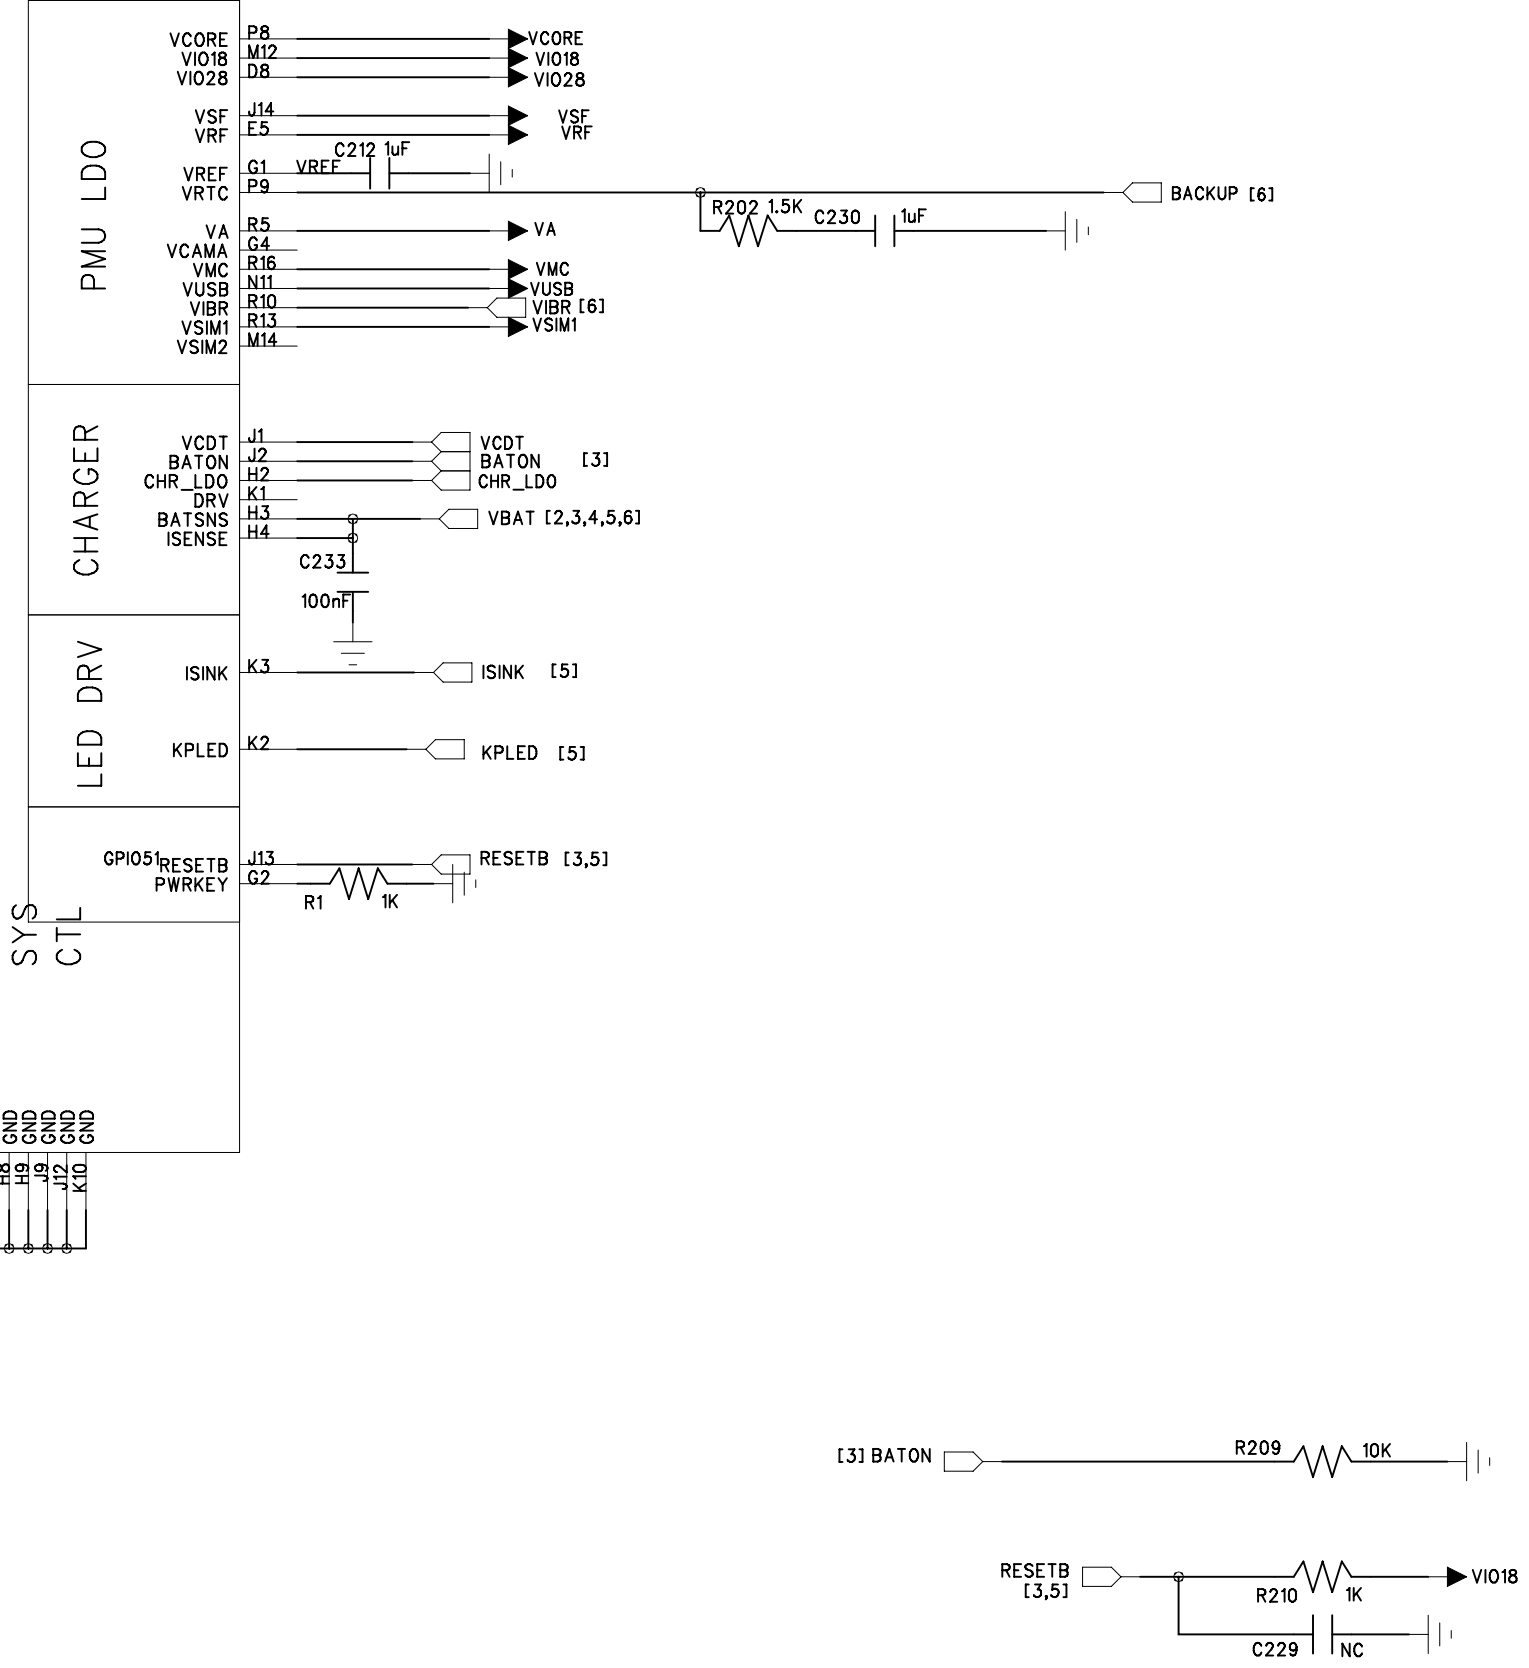 PMU LDO
VCORE P8 VCORE
VIO18 M12 VIO18
VIO28 D8 VIO28
VSF J14 VSF
VRF E5 VRF
C212 1uF
VREF G1 VREF
VRTC P9 BACKUP [6]
R202 1.5K C230 1uF
VA R5 VA
VCAMA G4
VMC R16 VMC
VUSB N11 VUSB
VIBR R10 VIBR [6]
VSIM1 R13 VSIM1
VSIM2 M14
CHARGER
VCDT J1 VCDT
BATON J2 BATON [3]
CHR_LDO H2 CHR_LDO
DRV K1
BATSNS H3 VBAT [2,3,4,5,6]
ISENSE H4
C233
100nF
LED DRV
ISINK K3 ISINK [5]
KPLED K2 KPLED [5]
GPIO51 RESETB J13 RESETB [3,5]
PWRKEY G2
R1 1K
SYS
CTL
GND GND GND GND GND
H8 H9 J9 J12 K10
[3] BATON R209 10K
RESETB VIO18
[3,5] R210 1K
C229 NC